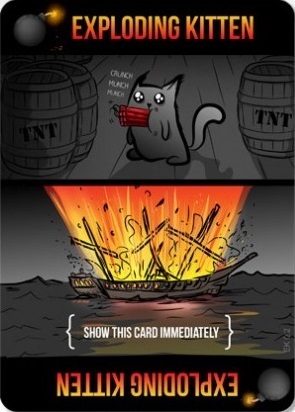 EXPLODING KITTEN
CRUNCH
MUNCH
MUNCH
TNT
TNT
SHOW THIS CARD IMMEDIATELY
EXPLODING KITTEN